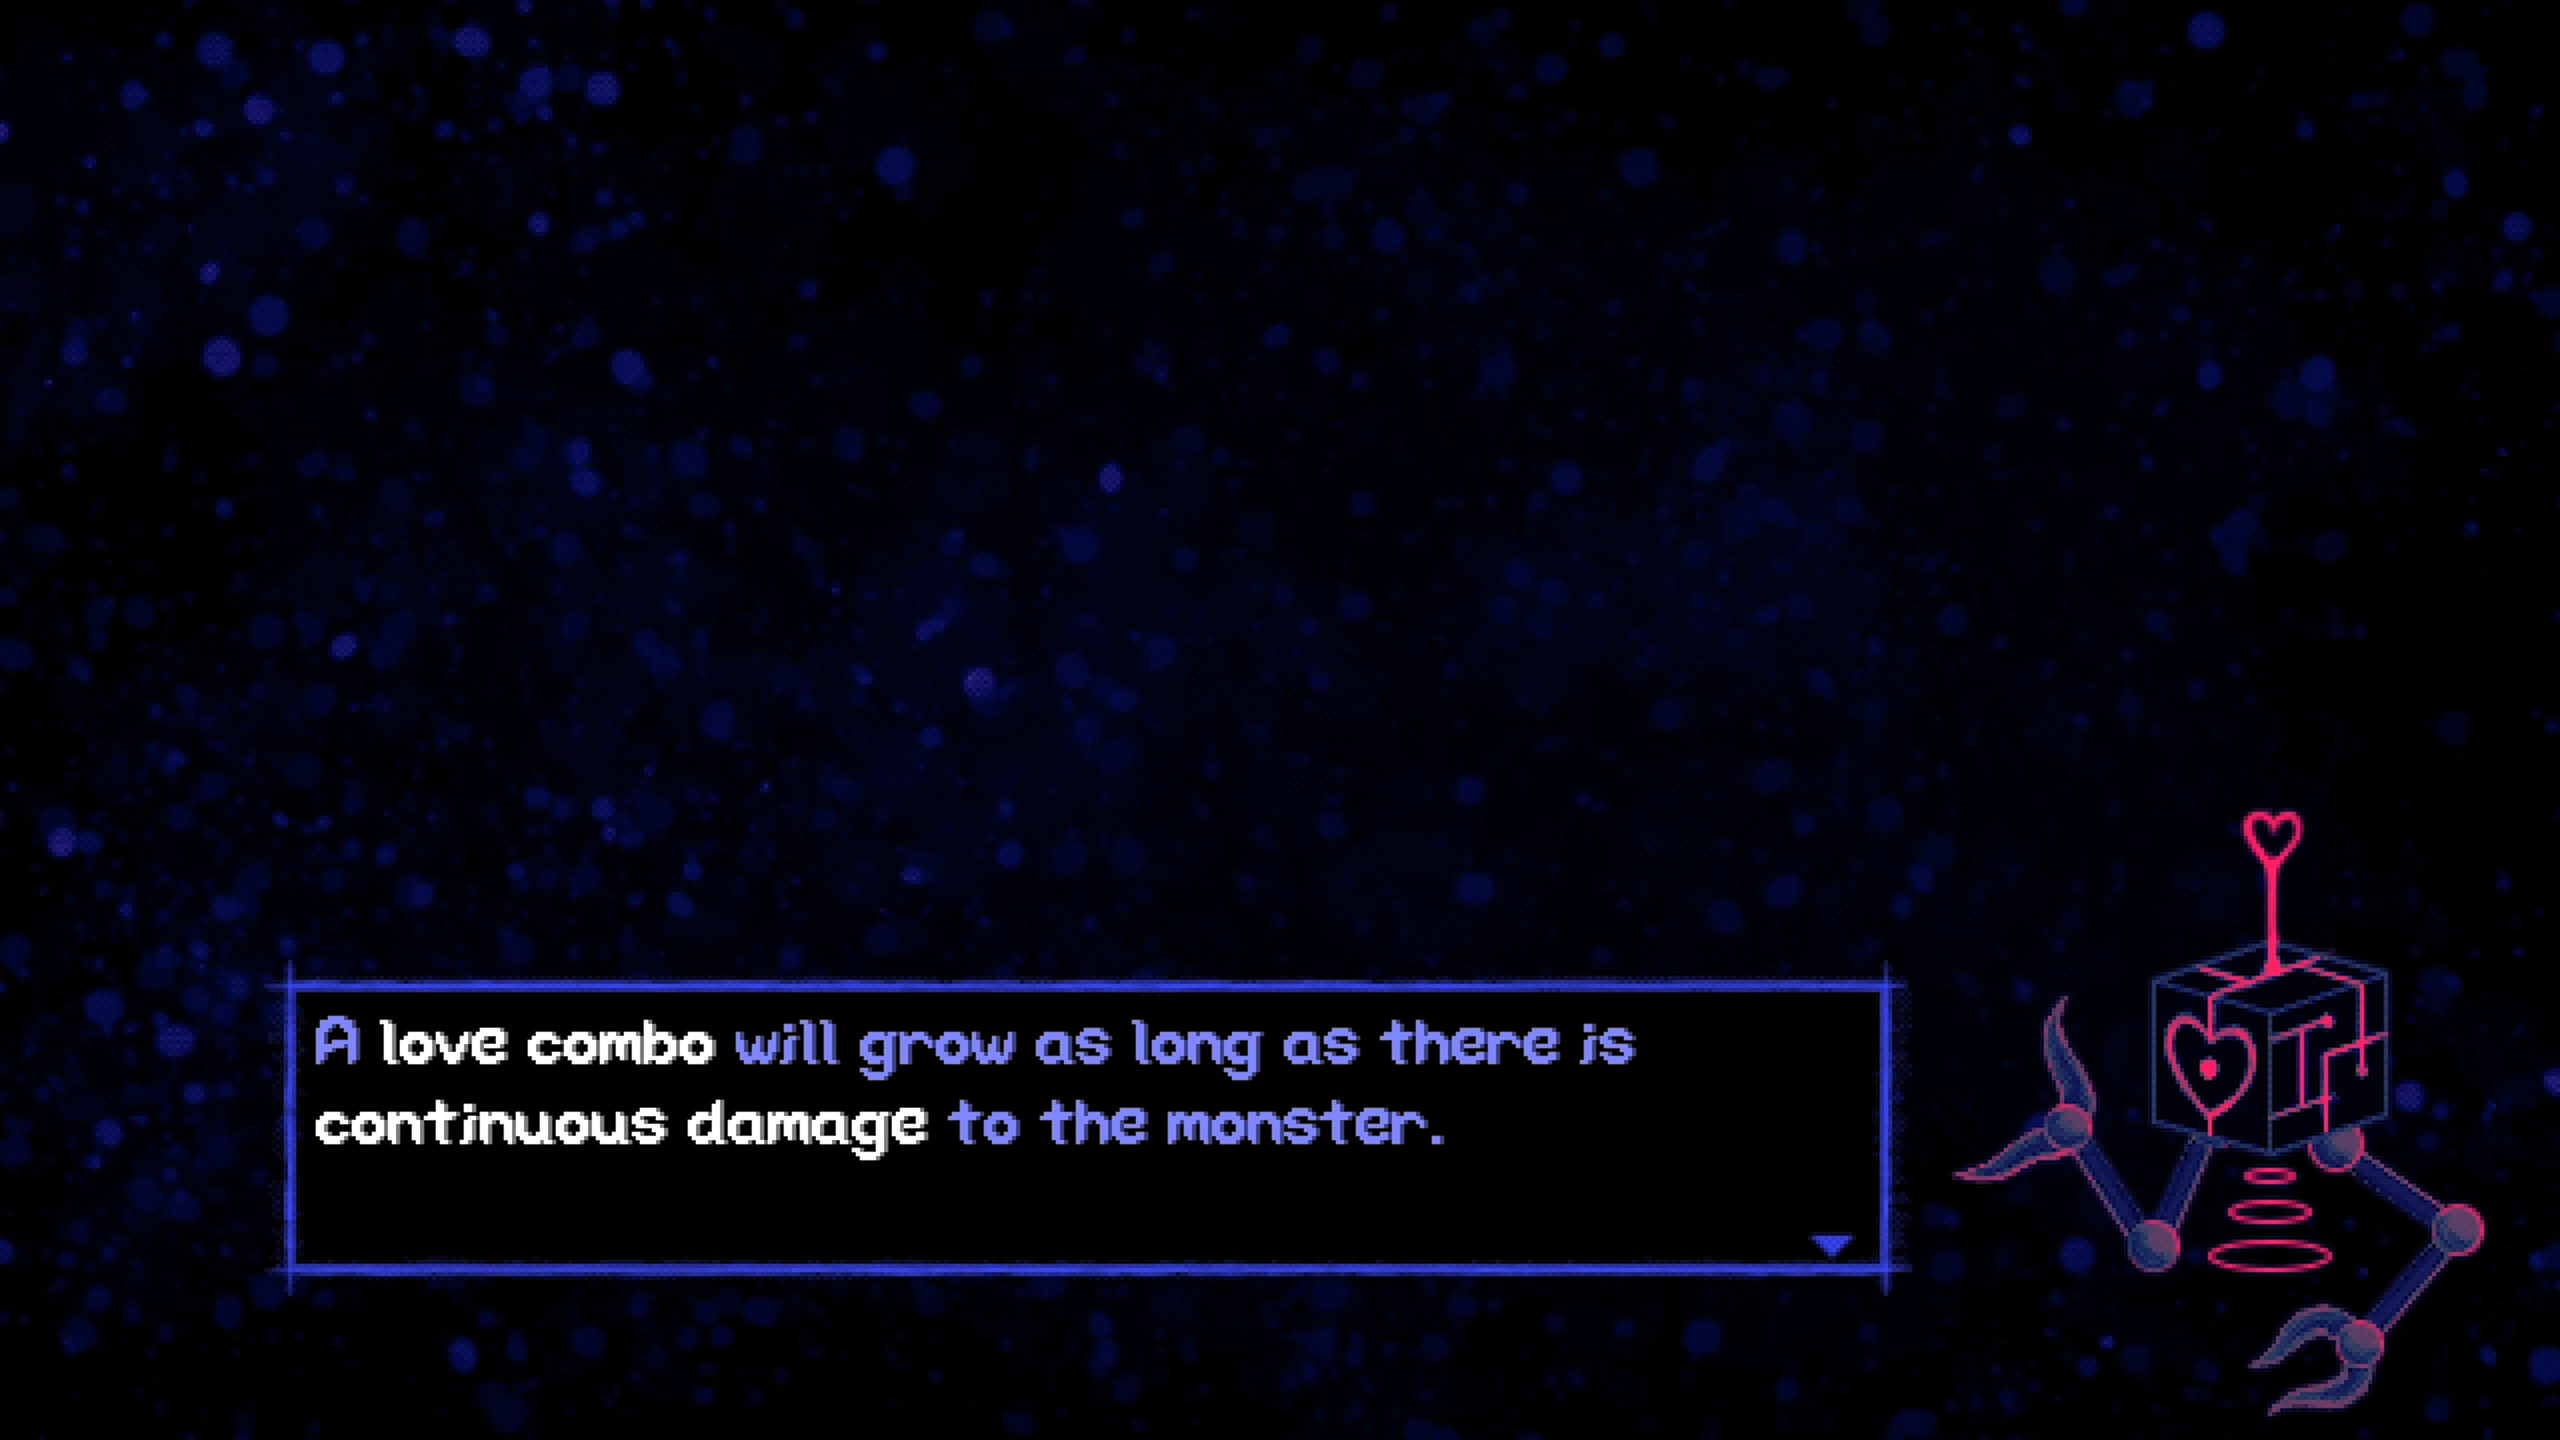 A love combo will grow as long as there is
continuous damage to the monster.